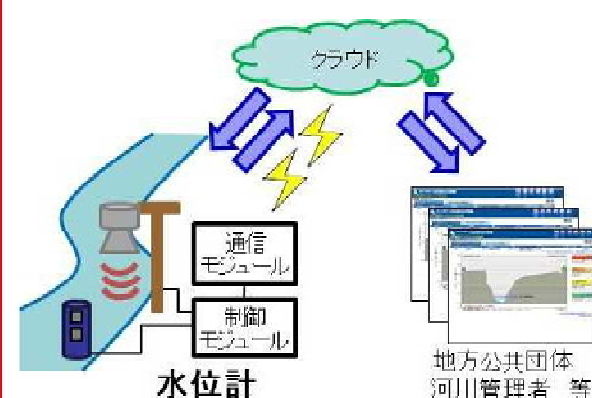 クラウド
通信
モジュール
制御
モジュール
水位計
地方公共団体
河川管理者 等